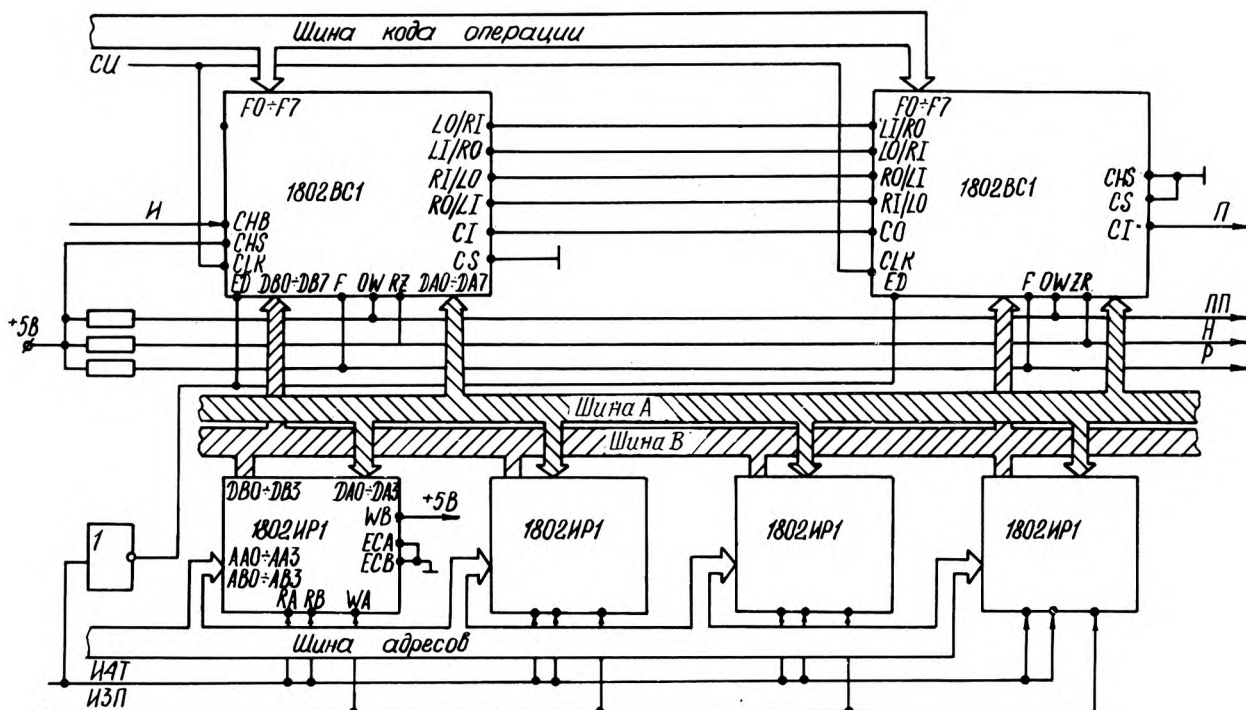 Шина кода операции
СИ
F0÷F7
LO/RI
LI/RO
1802ВС1
RI/LO
RO/LI
И
CHB
CHS
CLK
CI
CS
ED DB0÷DB7 F OW RZ DA0÷DA7
F0÷F7
LI/RO
LO/RI
1802ВС1
RO/LI
RI/LO
CHS
CS
CO
CI
П
CLK
ED
F OW ZR
+5В
ПП
Н
Р
Шина А
Шина В
DB0÷DB3 DA0÷DA3
WB
+5В
1802ИР1
ECA
ECB
AA0÷AA3
AB0÷AB3
RA RB WA
1802ИР1
1802ИР1
1802ИР1
1
Шина адресов
ИЧТ
ИЗП